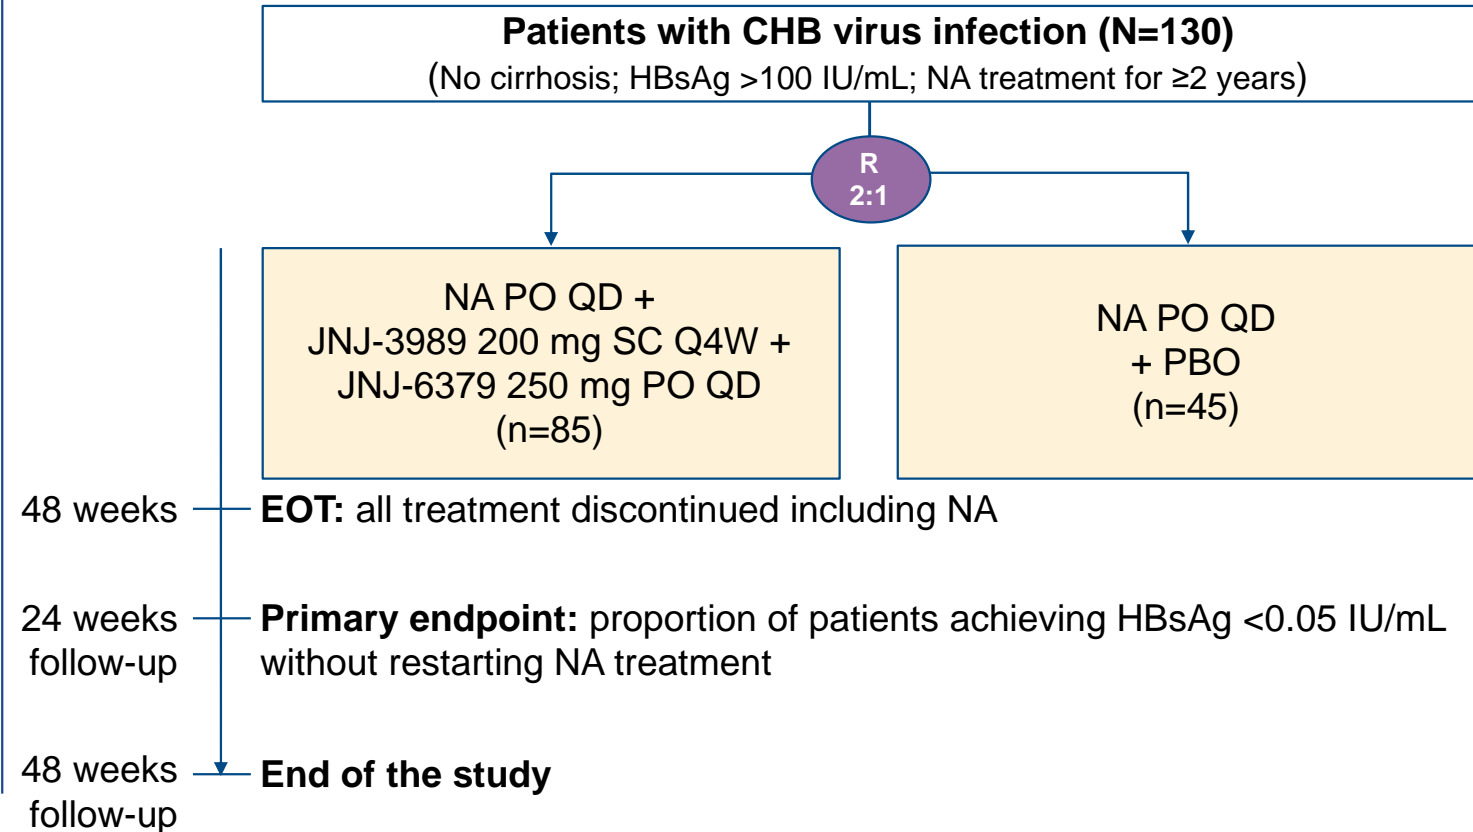 Patients with CHB virus infection (N=130)
(No cirrhosis; HBsAg >100 IU/mL; NA treatment for ≥2 years)
R
2:1
NA PO QD +
JNJ-3989 200 mg SC Q4W +
JNJ-6379 250 mg PO QD
(n=85)
NA PO QD
+ PBO
(n=45)
48 weeks
EOT: all treatment discontinued including NA
24 weeks
follow-up
Primary endpoint: proportion of patients achieving HBsAg <0.05 IU/mL
without restarting NA treatment
48 weeks
follow-up
End of the study